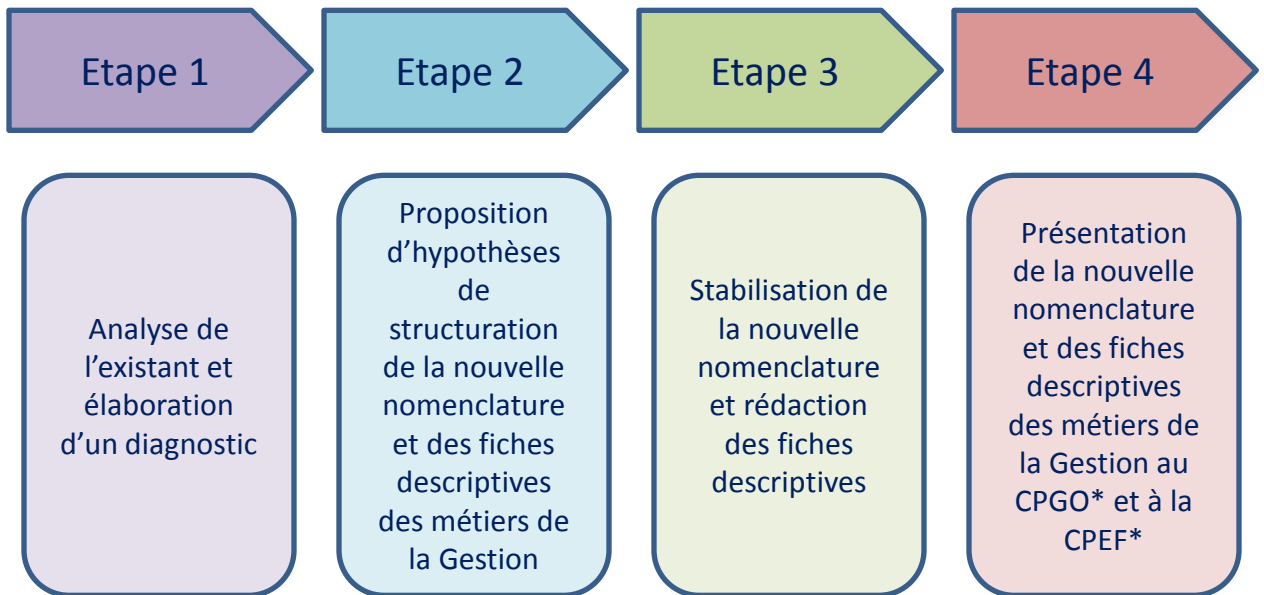 Etape 1
Etape 2
Etape 3
Etape 4
Analyse de
l’existant et
élaboration
d’un diagnostic
Proposition
d’hypothèses
de
structuration
de la nouvelle
nomenclature
et des fiches
descriptives
des métiers de
la Gestion
Stabilisation de
la nouvelle
nomenclature
et rédaction
des fiches
descriptives
Présentation
de la nouvelle
nomenclature
et des fiches
descriptives
des métiers de
la Gestion au
CPGO* et à la
CPEF*